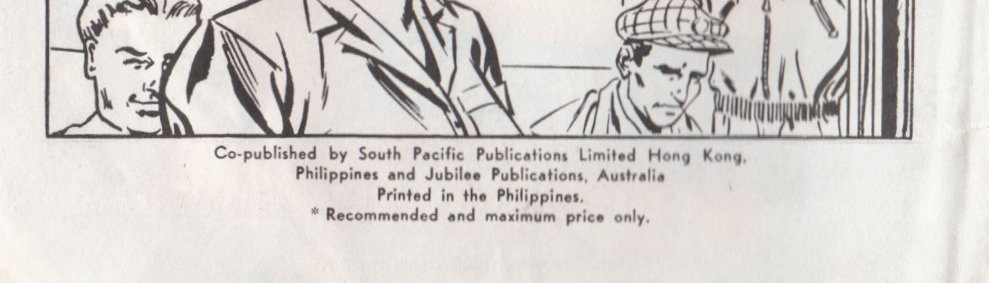 Co-published by South Pacific Publications Limited Hong Kong.
Philippines and Jubilee Publications, Australia
Printed in the Philippines.
* Recommended and maximum price only.